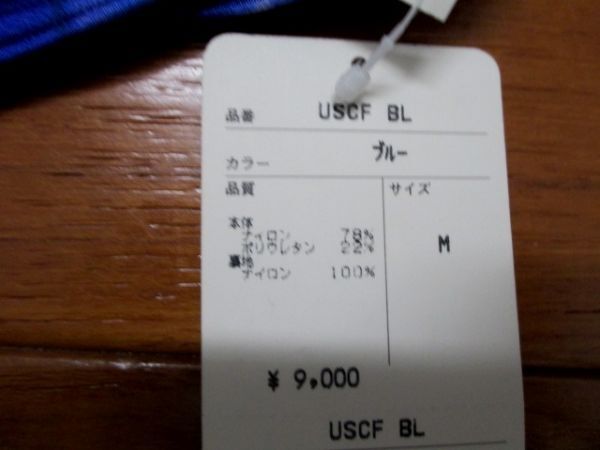 品番 USCF BL
カラー ブルー
品質 サイズ
本体
ナイロン 78%
ポリウレタン 22%
M
裏地
ナイロン 100%
¥ 9,000
USCF BL